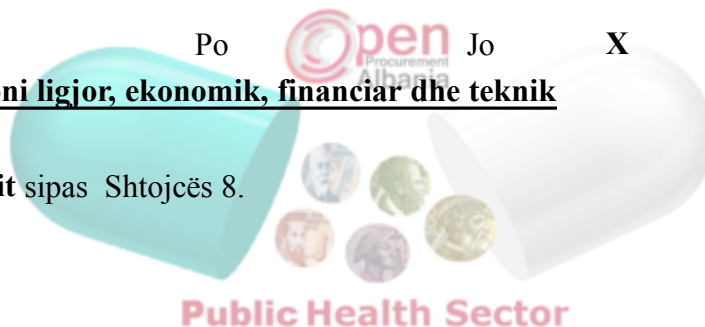 Po Jo X
Open
Procurement
Albania
ni ligjor, ekonomik, financiar dhe teknik
it sipas Shtojcës 8.
Public Health Sector